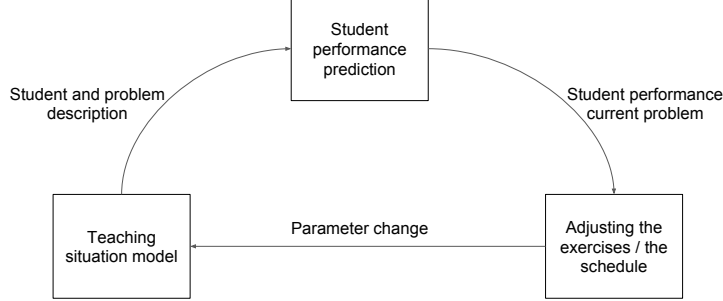 Student
performance
prediction
Student and problem
description
Student performance
current problem
Teaching
situation model
Parameter change
Adjusting the
exercises / the
schedule